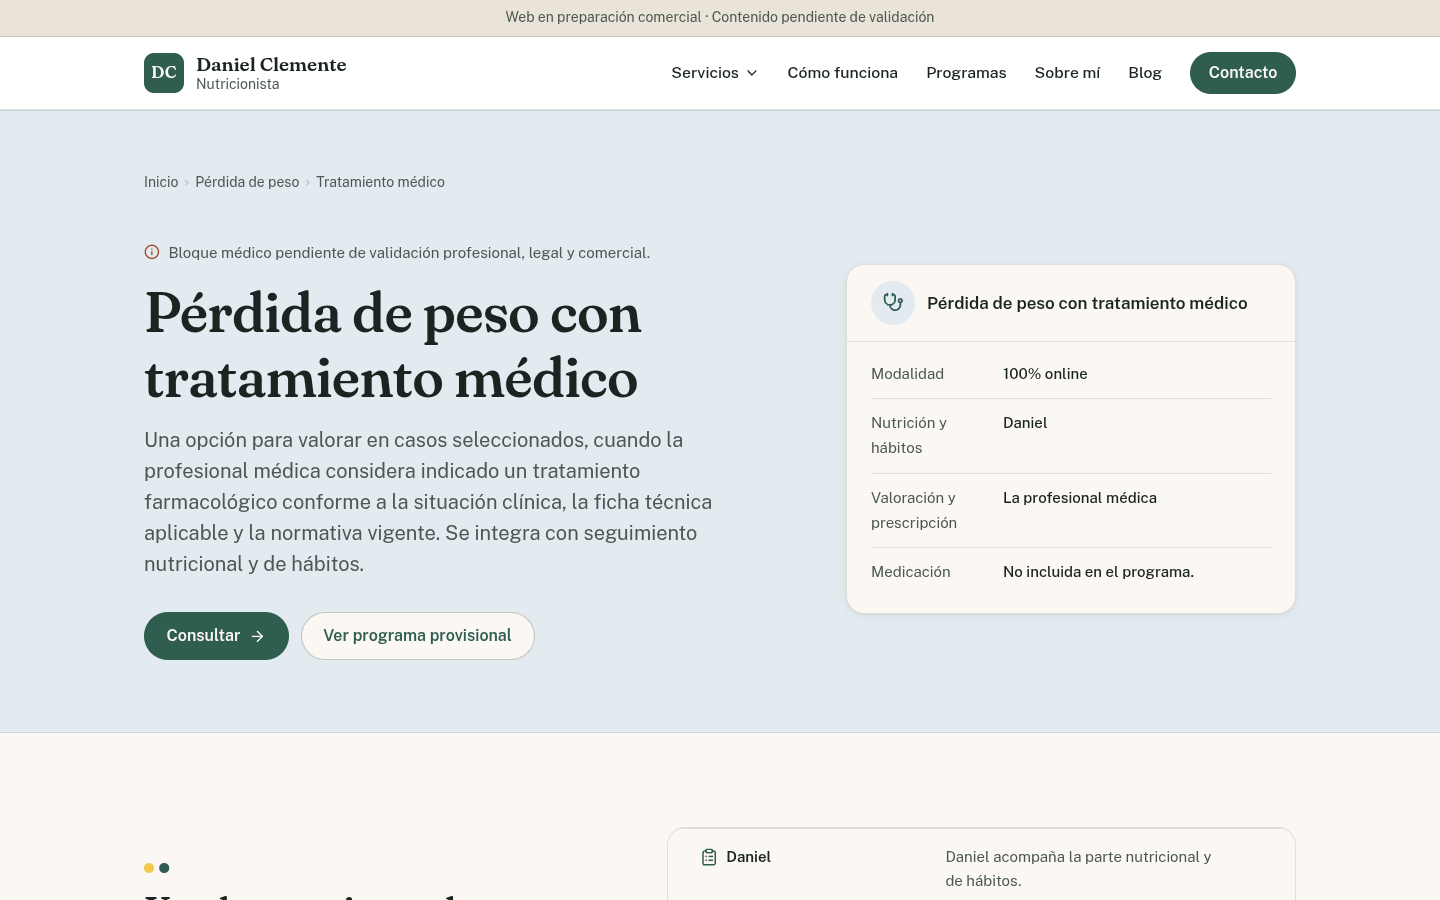 Web en preparación comercial · Contenido pendiente de validación
DC
Daniel Clemente
Nutricionista
Servicios
Cómo funciona
Programas
Sobre mí
Blog
Contacto
Inicio › Pérdida de peso › Tratamiento médico
Bloque médico pendiente de validación profesional, legal y comercial.
Pérdida de peso con
tratamiento médico
Una opción para valorar en casos seleccionados, cuando la
profesional médica considera indicado un tratamiento
farmacológico conforme a la situación clínica, la ficha técnica
aplicable y la normativa vigente. Se integra con seguimiento
nutricional y de hábitos.
Consultar →
Ver programa provisional
Pérdida de peso con tratamiento médico
Modalidad
100% online
Nutrición y
hábitos
Daniel
Valoración y
prescripción
La profesional médica
Medicación
No incluida en el programa.
Daniel
Daniel acompaña la parte nutricional y
de hábitos.